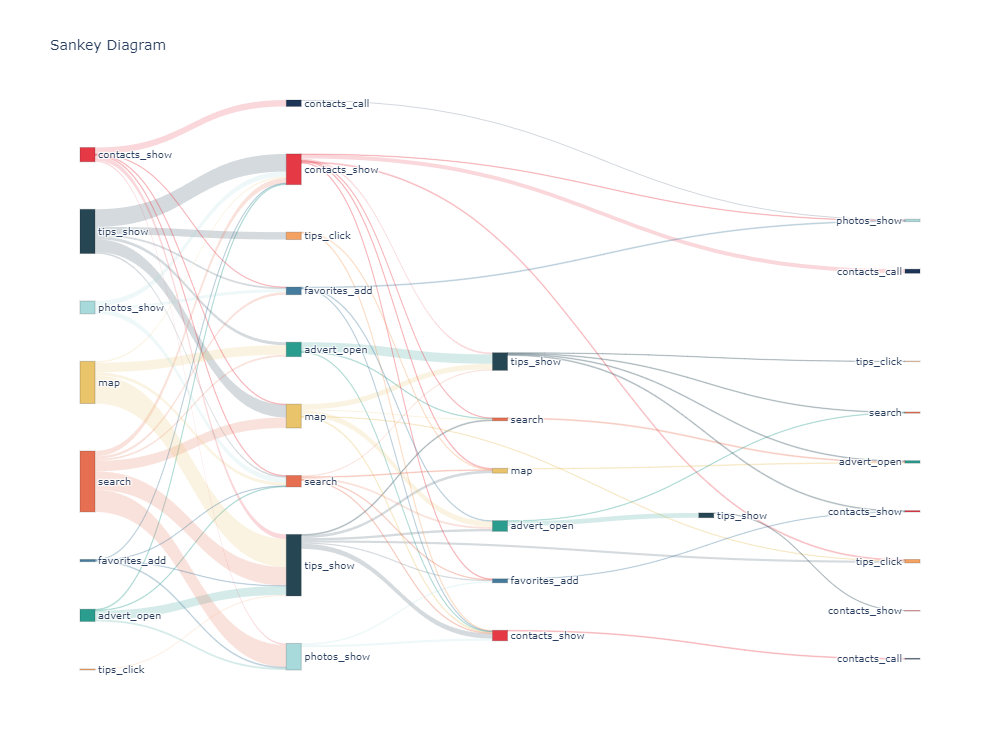 Sankey Diagram
contacts_show
tips_show
photos_show
map
search
favorites_add
advert_open
tips_click
contacts_call
contacts_show
tips_click
favorites_add
advert_open
map
search
tips_show
photos_show
tips_show
search
map
advert_open
favorites_add
contacts_show
tips_show
photos_show
contacts_call
tips_click
search
advert_open
contacts_show
tips_click
contacts_show
contacts_call